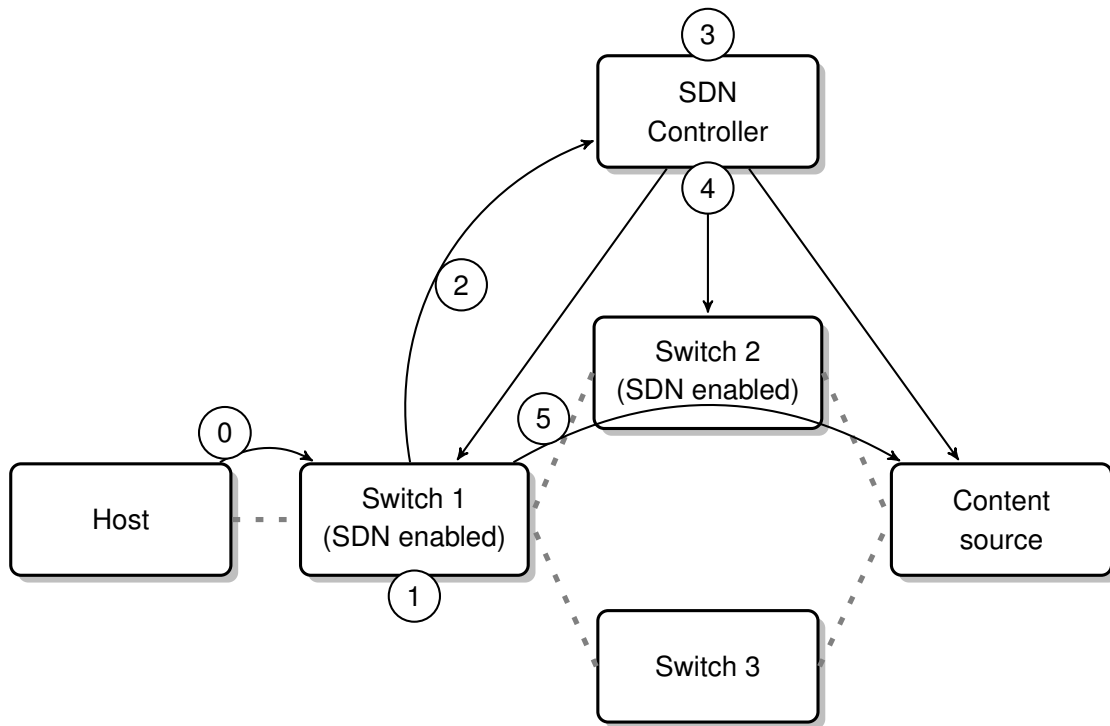 3
SDN
Controller
4
2
Switch 2
(SDN enabled)
5
0
Host
Switch 1
(SDN enabled)
Content
source
1
Switch 3